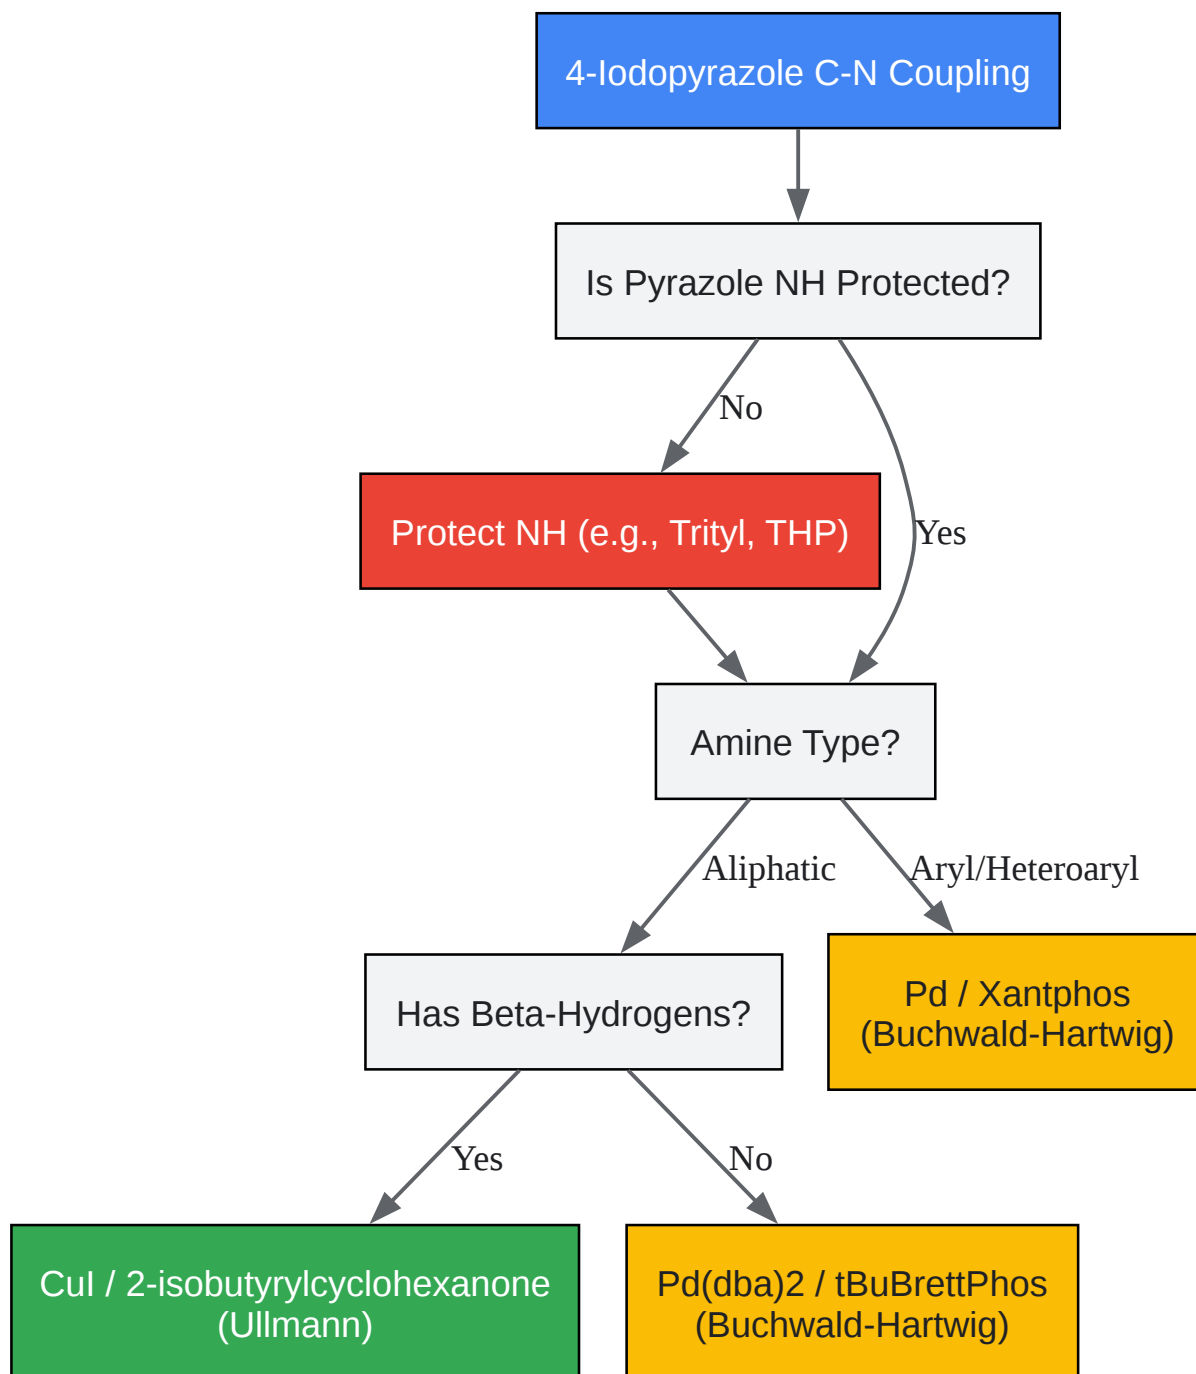 4-Iodopyrazole C-N Coupling
Is Pyrazole NH Protected?
No
Protect NH (e.g., Trityl, THP)
Yes
Amine Type?
Aliphatic
Aryl/Heteroaryl
Has Beta-Hydrogens?
Pd / Xantphos
(Buchwald-Hartwig)
Yes
No
CuI / 2-isobutyrylcyclohexanone
(Ullmann)
Pd(dba)2 / tBuBrettPhos
(Buchwald-Hartwig)